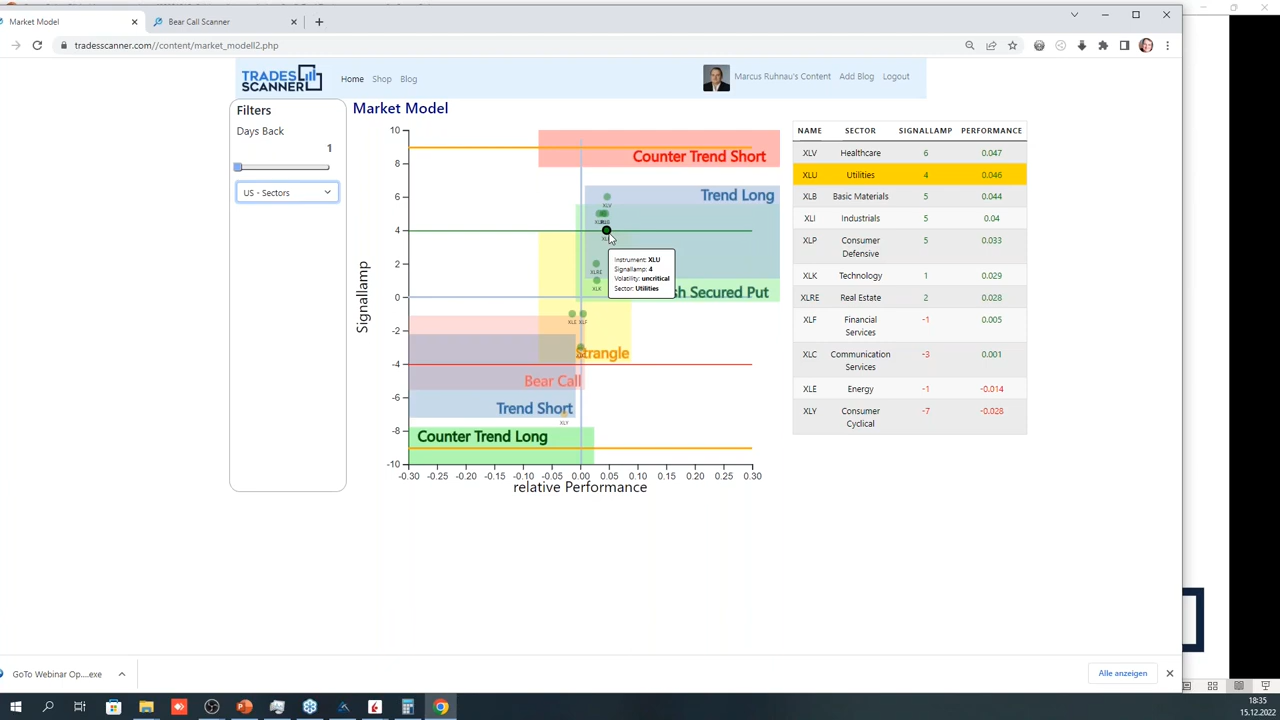 Market Model
Bear Call Scanner
tradesscanner.com//content/market_modell2.php
TRADES
SCANNER
Home
Shop
Blog
Marcus Ruhnau's Content
Add Blog
Logout
Filters
Days Back
1
US - Sectors
Market Model
10
8
6
4
2
0
-2
-4
-6
-8
-10
Signallamp
Counter Trend Short
Trend Long
sh Secured Put
Strangle
Bear Call
Trend Short
Counter Trend Long
XLV
XLRE
XLK
XLE
XLF
XLY
Instrument: XLU
Signallamp: 4
Volatility: uncritical
Sector: Utilities
-0.30 -0.25 -0.20 -0.15 -0.10 -0.05 0.00 0.05 0.10 0.15 0.20 0.25 0.30
relative Performance
NAME SECTOR SIGNALLAMP PERFORMANCE
XLV Healthcare 6 0.047
XLU Utilities 4 0.046
XLB Basic Materials 5 0.044
XLI Industrials 5 0.04
XLP Consumer Defensive 5 0.033
XLK Technology 1 0.029
XLRE Real Estate 2 0.028
XLF Financial Services -1 0.005
XLC Communication Services -3 0.001
XLE Energy -1 -0.014
XLY Consumer Cyclical -7 -0.028
GoTo Webinar Op....exe
Alle anzeigen
18:35
15.12.2022